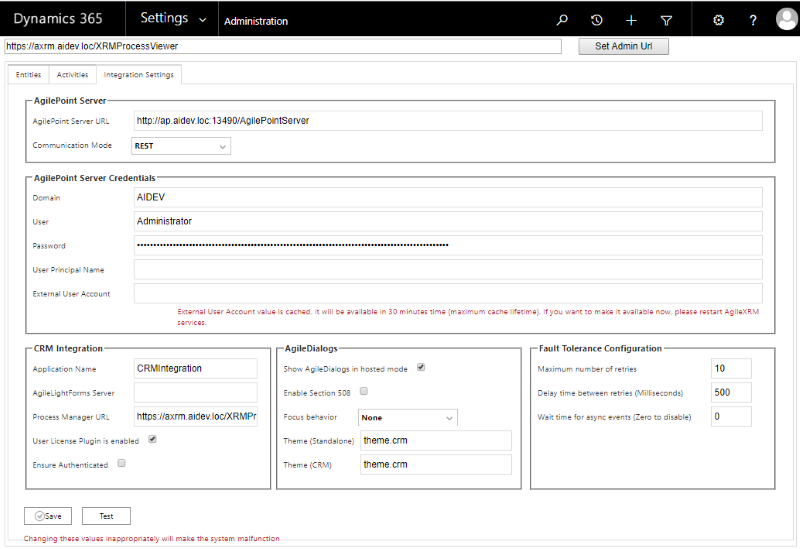 Dynamics 365
Settings
Administration
?
https://axrm.aidev.loc/XRMProcessViewer
Set Admin Url
Entities
Activities
Integration Settings
AgilePoint Server
AgilePoint Server URL
http://ap.aidev.loc:13490/AgilePointServer
Communication Mode
REST
AgilePoint Server Credentials
Domain
AIDEV
User
Administrator
Password
User Principal Name
External User Account
External User Account value is cached, it will be available in 30 minutes time (maximum cache lifetime). If you want to make it available now, please restart AgileXRM
services.
CRM Integration
Application Name
CRMIntegration
AgileLightForms Server
Process Manager URL
https://axrm.aidev.loc/XRMPr
User License Plugin is enabled
Ensure Authenticated
AgileDialogs
Show AgileDialogs in hosted mode
Enable Section 508
Focus behavior
None
Theme (Standalone)
theme.crm
Theme (CRM)
theme.crm
Fault Tolerance Configuration
Maximum number of retries
10
Delay time between retries (Milliseconds)
500
Wait time for async events (Zero to disable)
0
Save
Test
Changing these values inappropriately will make the system malfunction